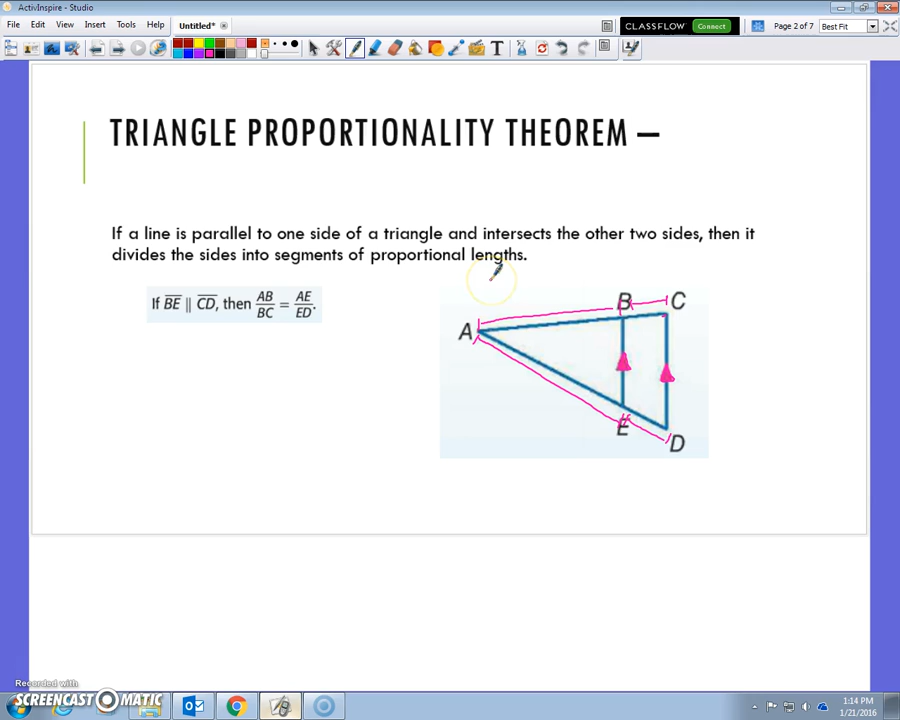 ActivInspire - Studio
File Edit View Insert Tools Help Untitled* CLASSFLOW Connect Page 2 of 7 Best Fit
TRIANGLE PROPORTIONALITY THEOREM –
If a line is parallel to one side of a triangle and intersects the other two sides, then it
divides the sides into segments of proportional lengths.
If BE || CD, then AB/BC = AE/ED.
B C
A
E
D
Recorded with
SCREENCAST-O-MATIC
1:14 PM
1/21/2016